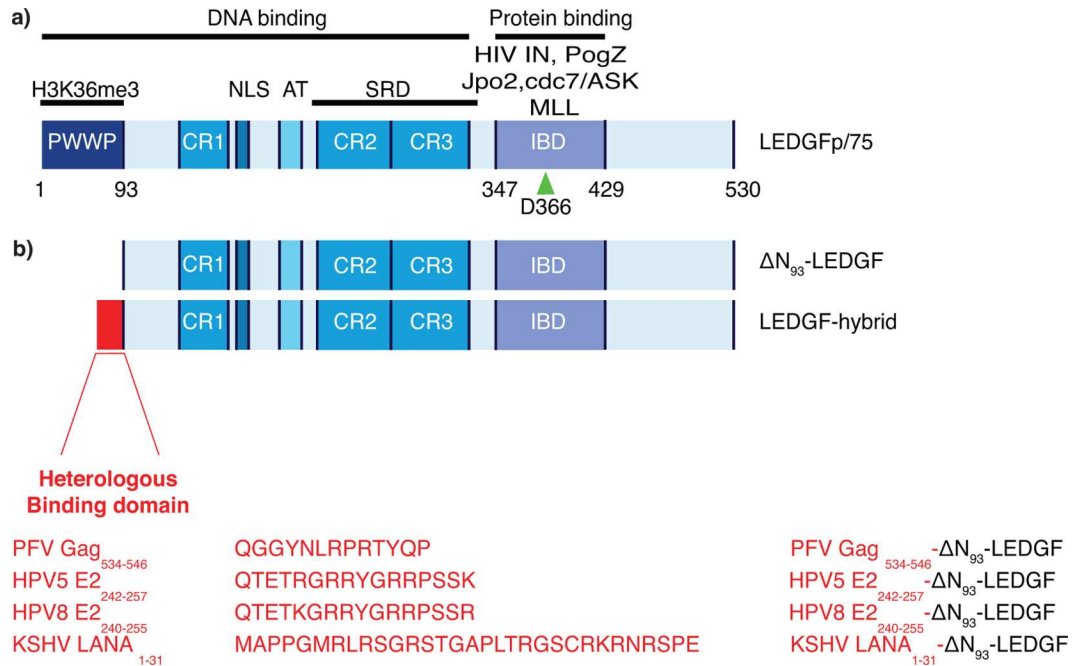 a)
DNA binding
Protein binding
HIV IN, PogZ
Jpo2,cdc7/ASK
MLL
H3K36me3
NLS
AT
SRD
PWWP
CR1
CR2
CR3
IBD
LEDGFp/75
1
93
347
429
530
D366
b)
CR1
CR2
CR3
IBD
ΔN93-LEDGF
CR1
CR2
CR3
IBD
LEDGF-hybrid
Heterologous
Binding domain
PFV Gag534-546 QGGYNLRPRTYQP PFV Gag534-546-ΔN93-LEDGF
HPV5 E2242-257 QTETRGRRYGRRPSSK HPV5 E2242-257-ΔN93-LEDGF
HPV8 E2240-255 QTETKGRRYGRRPSSR HPV8 E2240-255-ΔN93-LEDGF
KSHV LANA1-31 MAPPGMRLRSGRSTGAPLTRGSCRKRNRSPE KSHV LANA1-31-ΔN93-LEDGF